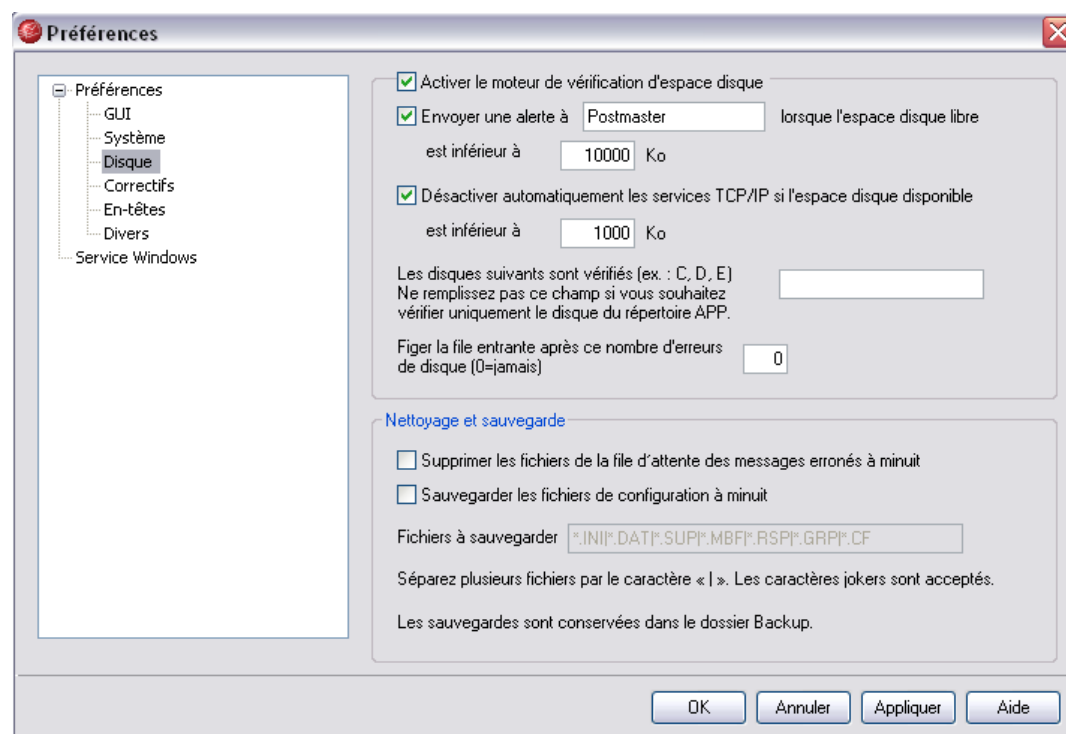 Préférences
Préférences
GUI
Système
Disque
Correctifs
En-têtes
Divers
Service Windows
Activer le moteur de vérification d'espace disque
Envoyer une alerte à Postmaster lorsque l'espace disque libre
est inférieur à 10000 Ko
Désactiver automatiquement les services TCP/IP si l'espace disque disponible
est inférieur à 1000 Ko
Les disques suivants sont vérifiés (ex. : C, D, E)
Ne remplissez pas ce champ si vous souhaitez
vérifier uniquement le disque du répertoire APP.
Figer la file entrante après ce nombre d'erreurs
de disque (0=jamais) 0
Nettoyage et sauvegarde
Supprimer les fichiers de la file d´attente des messages erronés à minuit
Sauvegarder les fichiers de configuration à minuit
Fichiers à sauvegarder *.INI|*.DAT|*.SUP|*.MBF|*.RSP|*.GRP|*.CF
Séparez plusieurs fichiers par le caractère « | ». Les caractères jokers sont acceptés.
Les sauvegardes sont conservées dans le dossier Backup.
OK Annuler Appliquer Aide